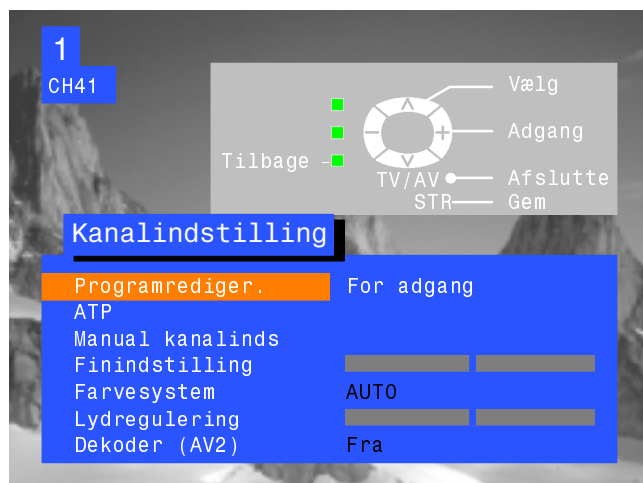 1
CH41
Vælg
Adgang
Tilbage
TV/AV Afslutte
STR Gem
Kanalindstilling
Programrediger. For adgang
ATP
Manual kanalinds
Finindstilling
Farvesystem AUTO
Lydregulering
Dekoder (AV2) Fra